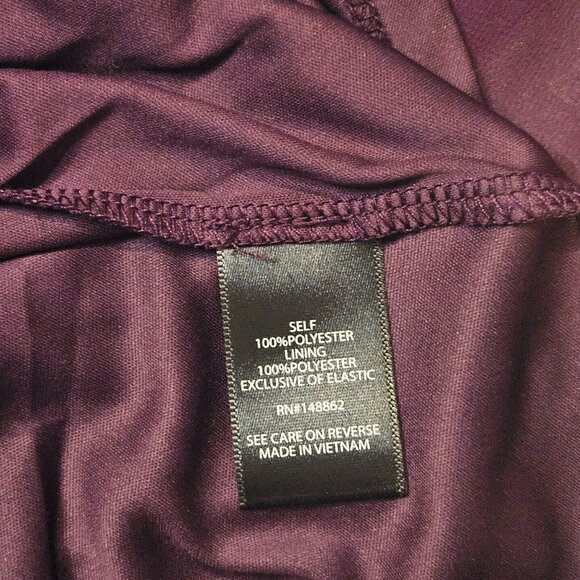 SELF
100%POLYESTER
LINING
100%POLYESTER
EXCLUSIVE OF ELASTIC
RN#148862
SEE CARE ON REVERSE
MADE IN VIETNAM